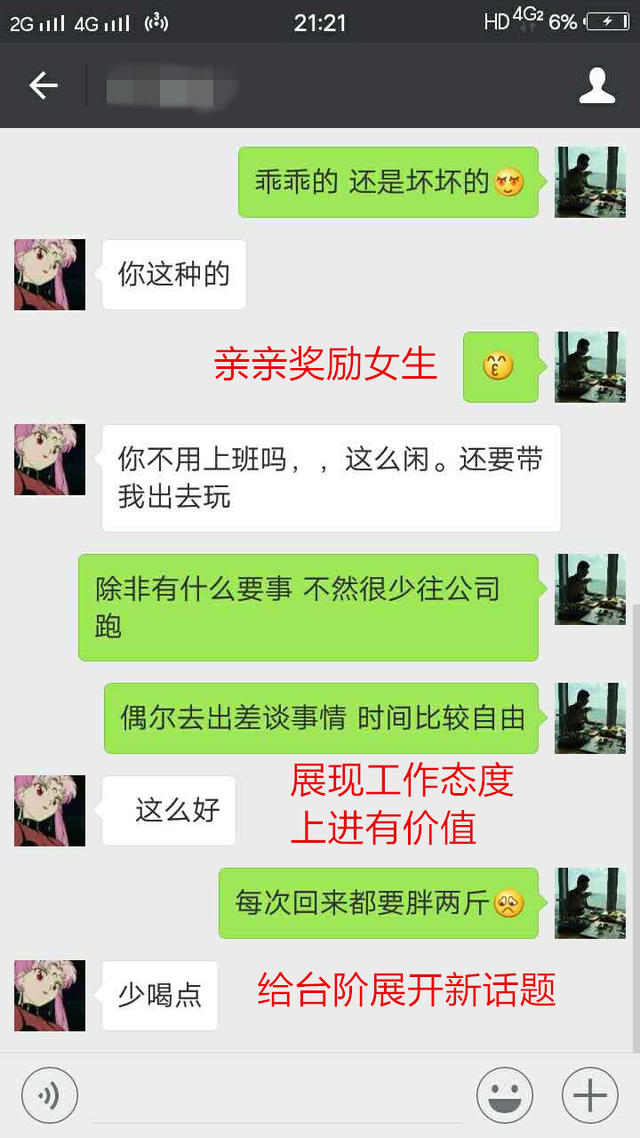 2G 4G 21:21 HD 4G2 6%
乖乖的 还是坏坏的
你这种的
亲亲奖励女生
你不用上班吗，，这么闲。还要带
我出去玩
除非有什么要事 不然很少往公司
跑
偶尔去出差谈事情 时间比较自由
展现工作态度
上进有价值
这么好
每次回来都要胖两斤
少喝点
给台阶展开新话题